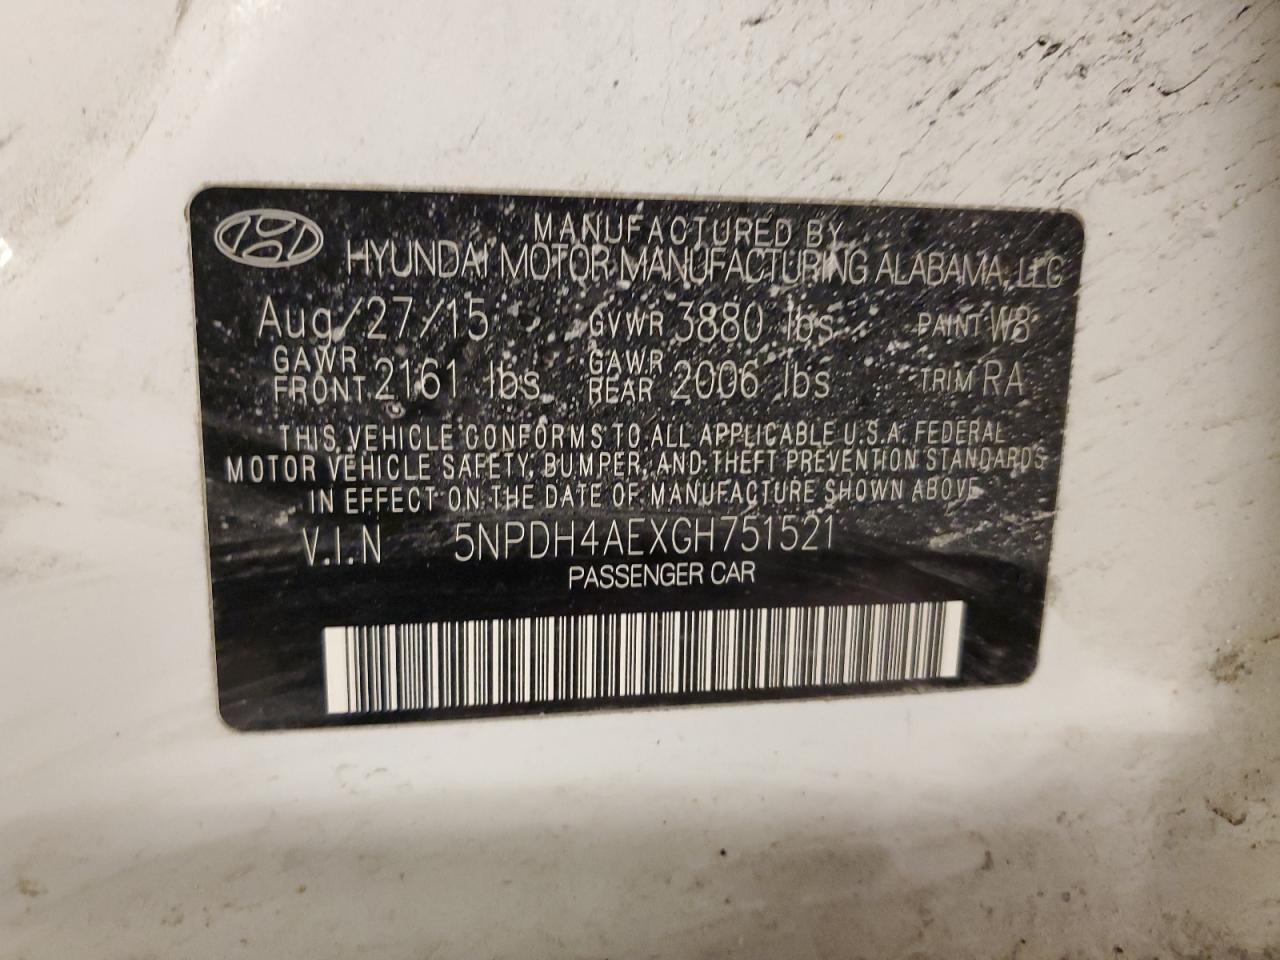 MANUFACTURED BY
HYUNDAI MOTOR MANUFACTURING ALABAMA, LLC
Aug/27/15 GVWR 3880 lbs PAINT W8
GAWR FRONT 2161 lbs GAWR REAR 2006 lbs TRIM RA
THIS VEHICLE CONFORMS TO ALL APPLICABLE U.S.A. FEDERAL
MOTOR VEHICLE SAFETY, BUMPER, AND THEFT PREVENTION STANDARDS
IN EFFECT ON THE DATE OF MANUFACTURE SHOWN ABOVE
V.I.N 5NPDH4AEXGH751521
PASSENGER CAR